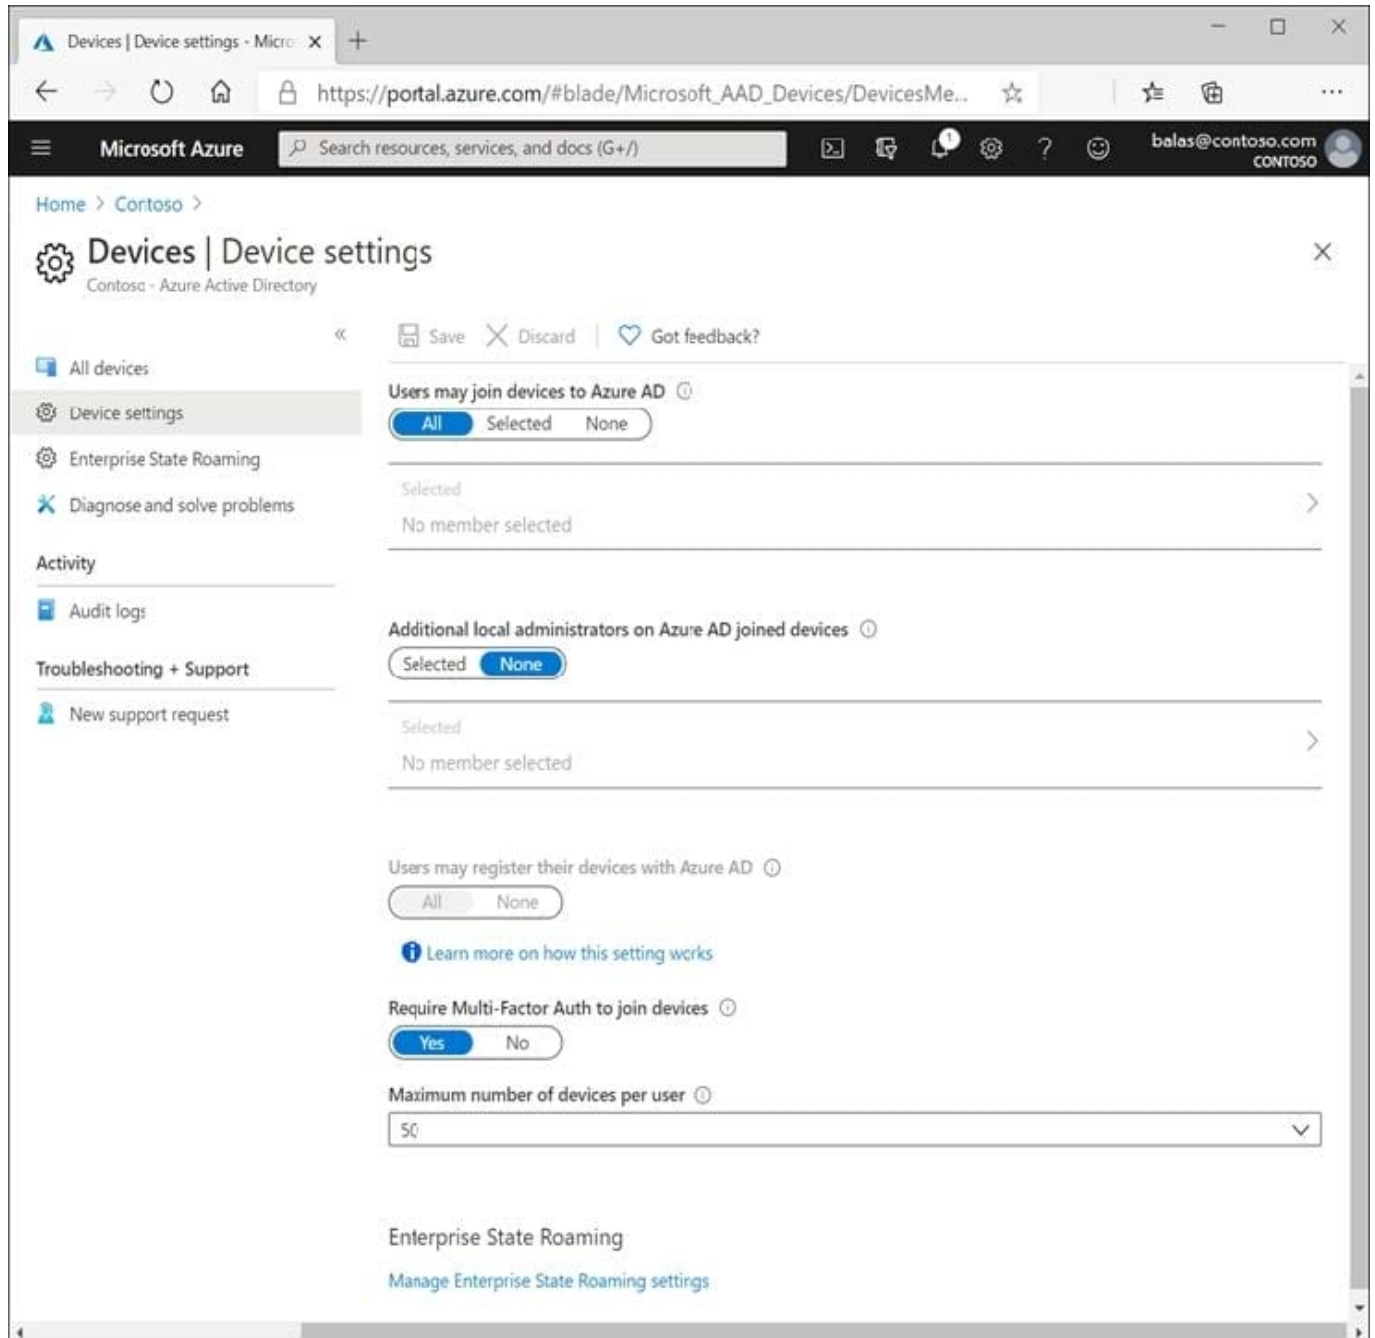 Devices | Device settings - Micro
https://portal.azure.com/#blade/Microsoft_AAD_Devices/DevicesMe...
Microsoft Azure
Search resources, services, and docs (G+/)
1
?
balas@contoso.com
CONTOSO
Home > Contoso >
Devices | Device settings
Contoso - Azure Active Directory
All devices
Device settings
Enterprise State Roaming
Diagnose and solve problems
Activity
Audit logs
Troubleshooting + Support
New support request
Save Discard Got feedback?
Users may join devices to Azure AD
All Selected None
Selected
No member selected
Additional local administrators on Azure AD joined devices
Selected None
Selected
No member selected
Users may register their devices with Azure AD
All None
Learn more on how this setting works
Require Multi-Factor Auth to join devices
Yes No
Maximum number of devices per user
50
Enterprise State Roaming
Manage Enterprise State Roaming settings